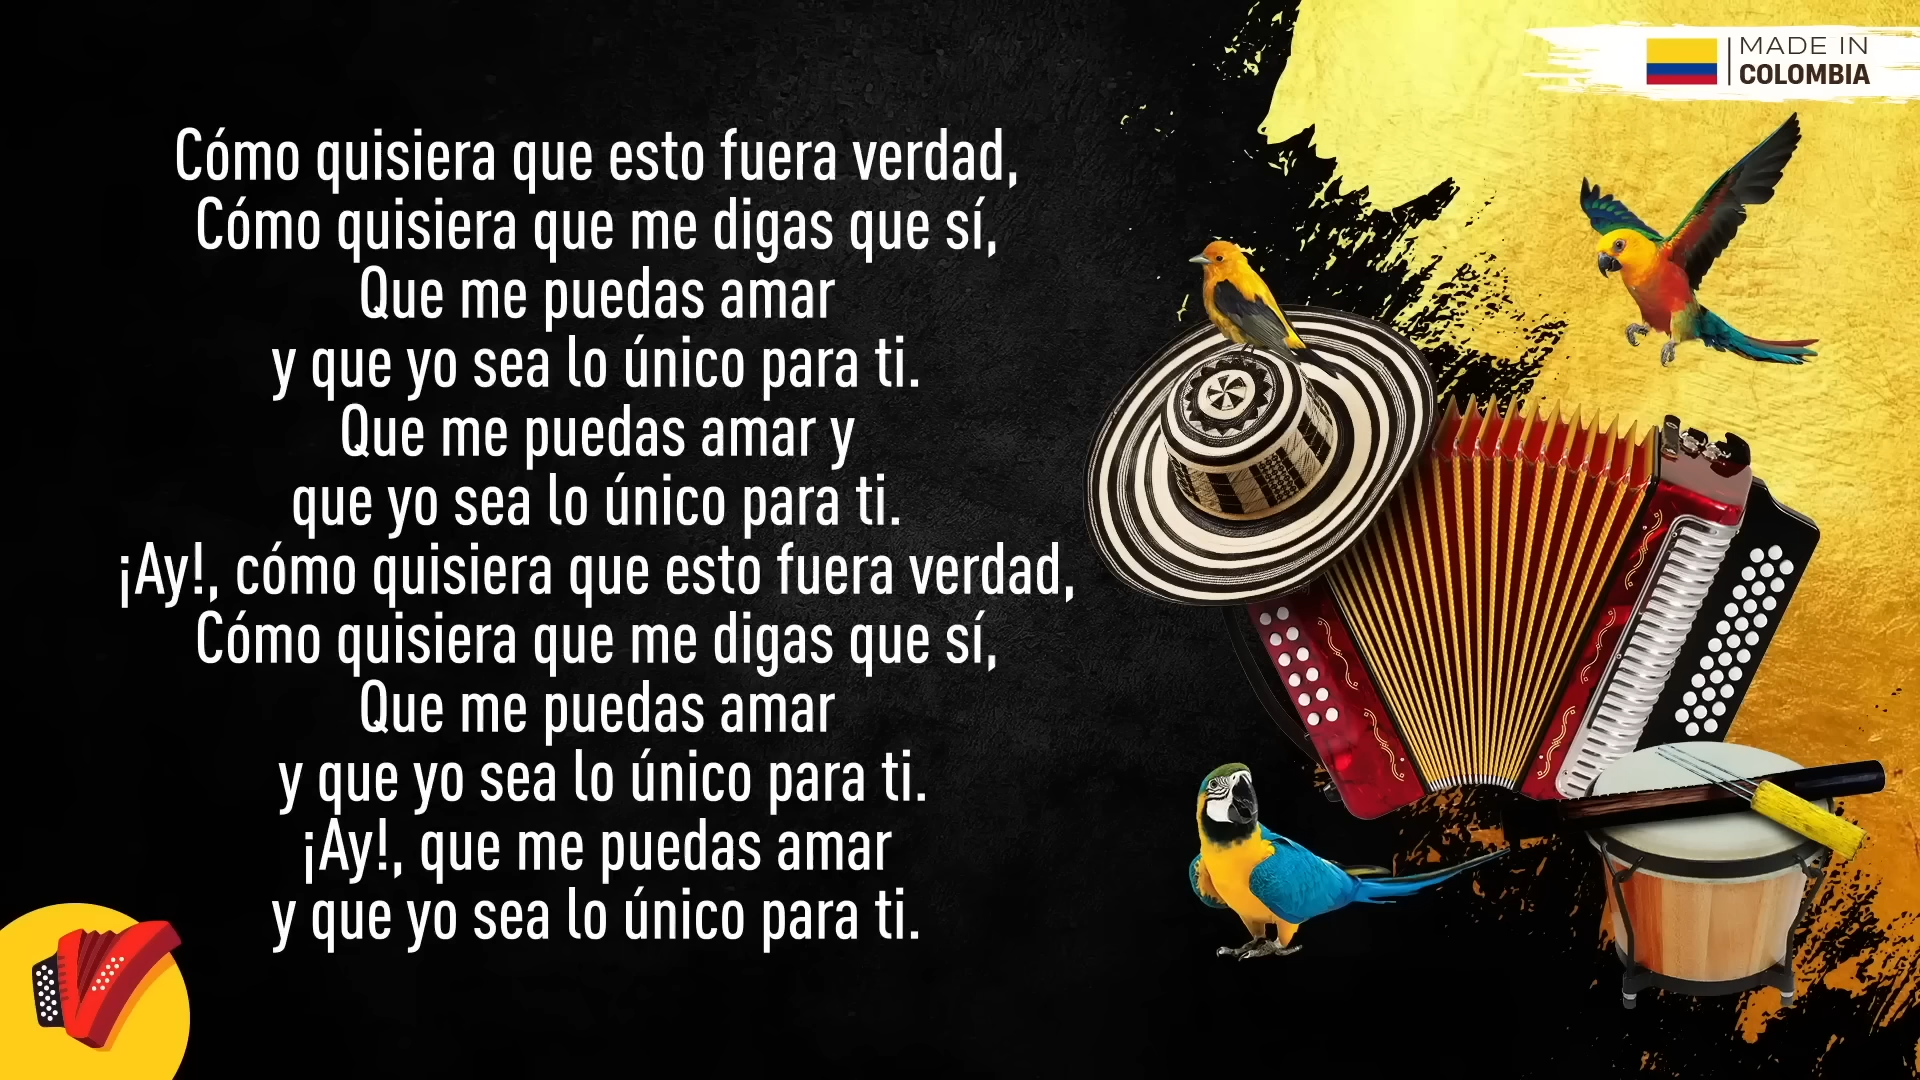 MADE IN
COLOMBIA
Cómo quisiera que esto fuera verdad,
Cómo quisiera que me digas que sí,
Que me puedas amar
y que yo sea lo único para ti.
Que me puedas amar y
que yo sea lo único para ti.
¡Ay!, cómo quisiera que esto fuera verdad,
Cómo quisiera que me digas que sí,
Que me puedas amar
y que yo sea lo único para ti.
¡Ay!, que me puedas amar
y que yo sea lo único para ti.